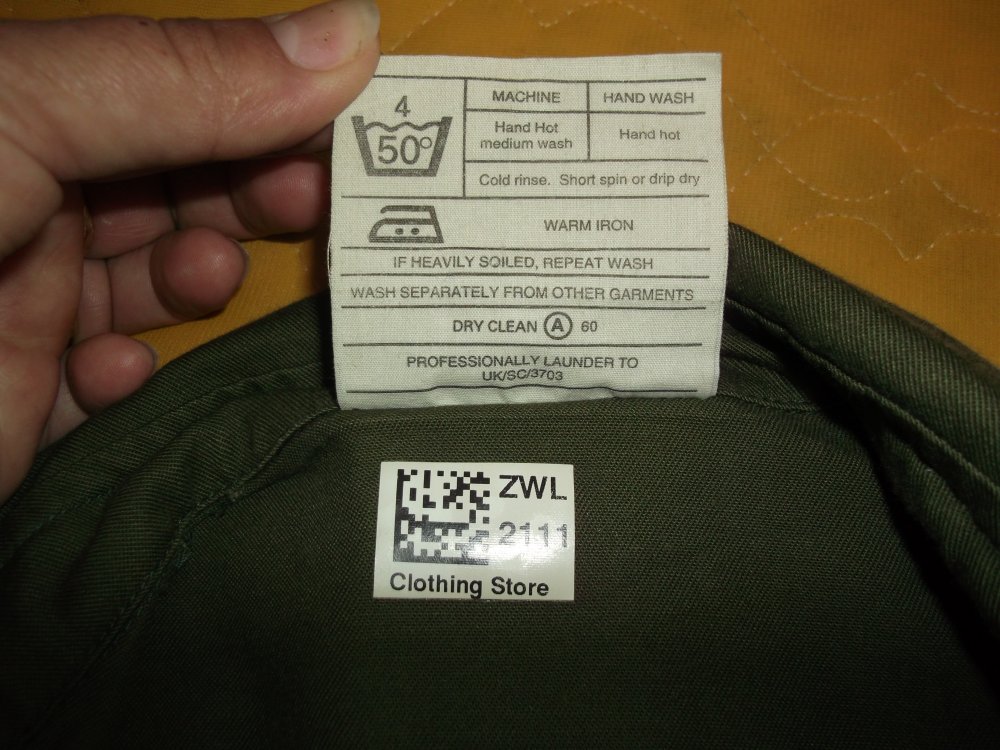 4
50°
MACHINE
HAND WASH
Hand Hot
medium wash
Hand hot
Cold rinse. Short spin or drip dry
WARM IRON
IF HEAVILY SOILED, REPEAT WASH
WASH SEPARATELY FROM OTHER GARMENTS
DRY CLEAN A 60
PROFESSIONALLY LAUNDER TO
UK/SC/3703
ZWL
2111
Clothing Store